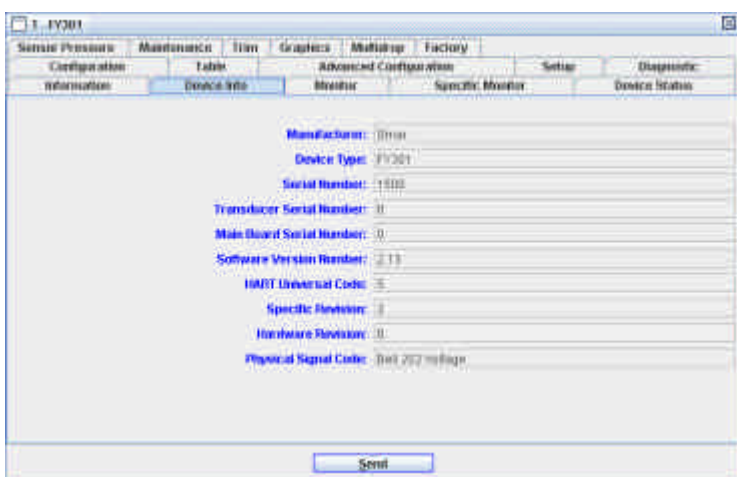 1 - FY301
Sensor Pressure Maintenance Trim Graphics Multidrop Factory
Configuration Table Advanced Configuration Setup Diagnostic
Information Device Info Monitor Specific Monitor Device Status
Manufacturer: Smar
Device Type: FY301
Serial Number:
Transducer Serial Number: 0
Main Board Serial Number: 0
Software Version Number: 2.13
HART Universal Code: 5
Specific Revision: 3
Hardware Revision: 0
Physical Signal Code: Bell 202 voltage
Send